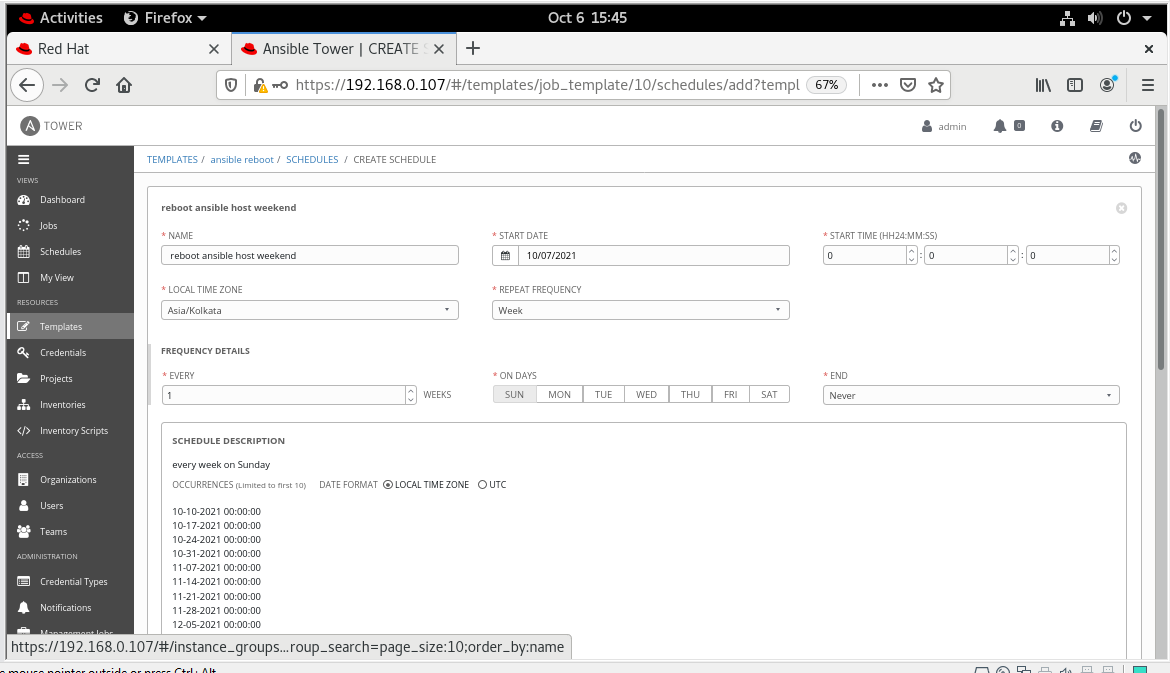 Activities Firefox Oct 6 15:45
Red Hat Ansible Tower | CREATE S
https://192.168.0.107/#/templates/job_template/10/schedules/add?templ 67%
TOWER admin 0
TEMPLATES / ansible reboot / SCHEDULES / CREATE SCHEDULE
VIEWS
Dashboard
Jobs
Schedules
My View
RESOURCES
Templates
Credentials
Projects
Inventories
Inventory Scripts
ACCESS
Organizations
Users
Teams
ADMINISTRATION
Credential Types
Notifications
Management Jobs
reboot ansible host weekend
* NAME * START DATE * START TIME (HH24:MM:SS)
reboot ansible host weekend 10/07/2021 0 : 0 : 0
* LOCAL TIME ZONE * REPEAT FREQUENCY
Asia/Kolkata Week
FREQUENCY DETAILS
* EVERY * ON DAYS * END
1 WEEKS SUN MON TUE WED THU FRI SAT Never
SCHEDULE DESCRIPTION
every week on Sunday
OCCURRENCES (Limited to first 10) DATE FORMAT LOCAL TIME ZONE UTC
10-10-2021 00:00:00
10-17-2021 00:00:00
10-24-2021 00:00:00
10-31-2021 00:00:00
11-07-2021 00:00:00
11-14-2021 00:00:00
11-21-2021 00:00:00
11-28-2021 00:00:00
12-05-2021 00:00:00
https://192.168.0.107/#/instance_groups...roup_search=page_size:10;order_by:name
e mouse pointer outside or press Ctrl+Alt.